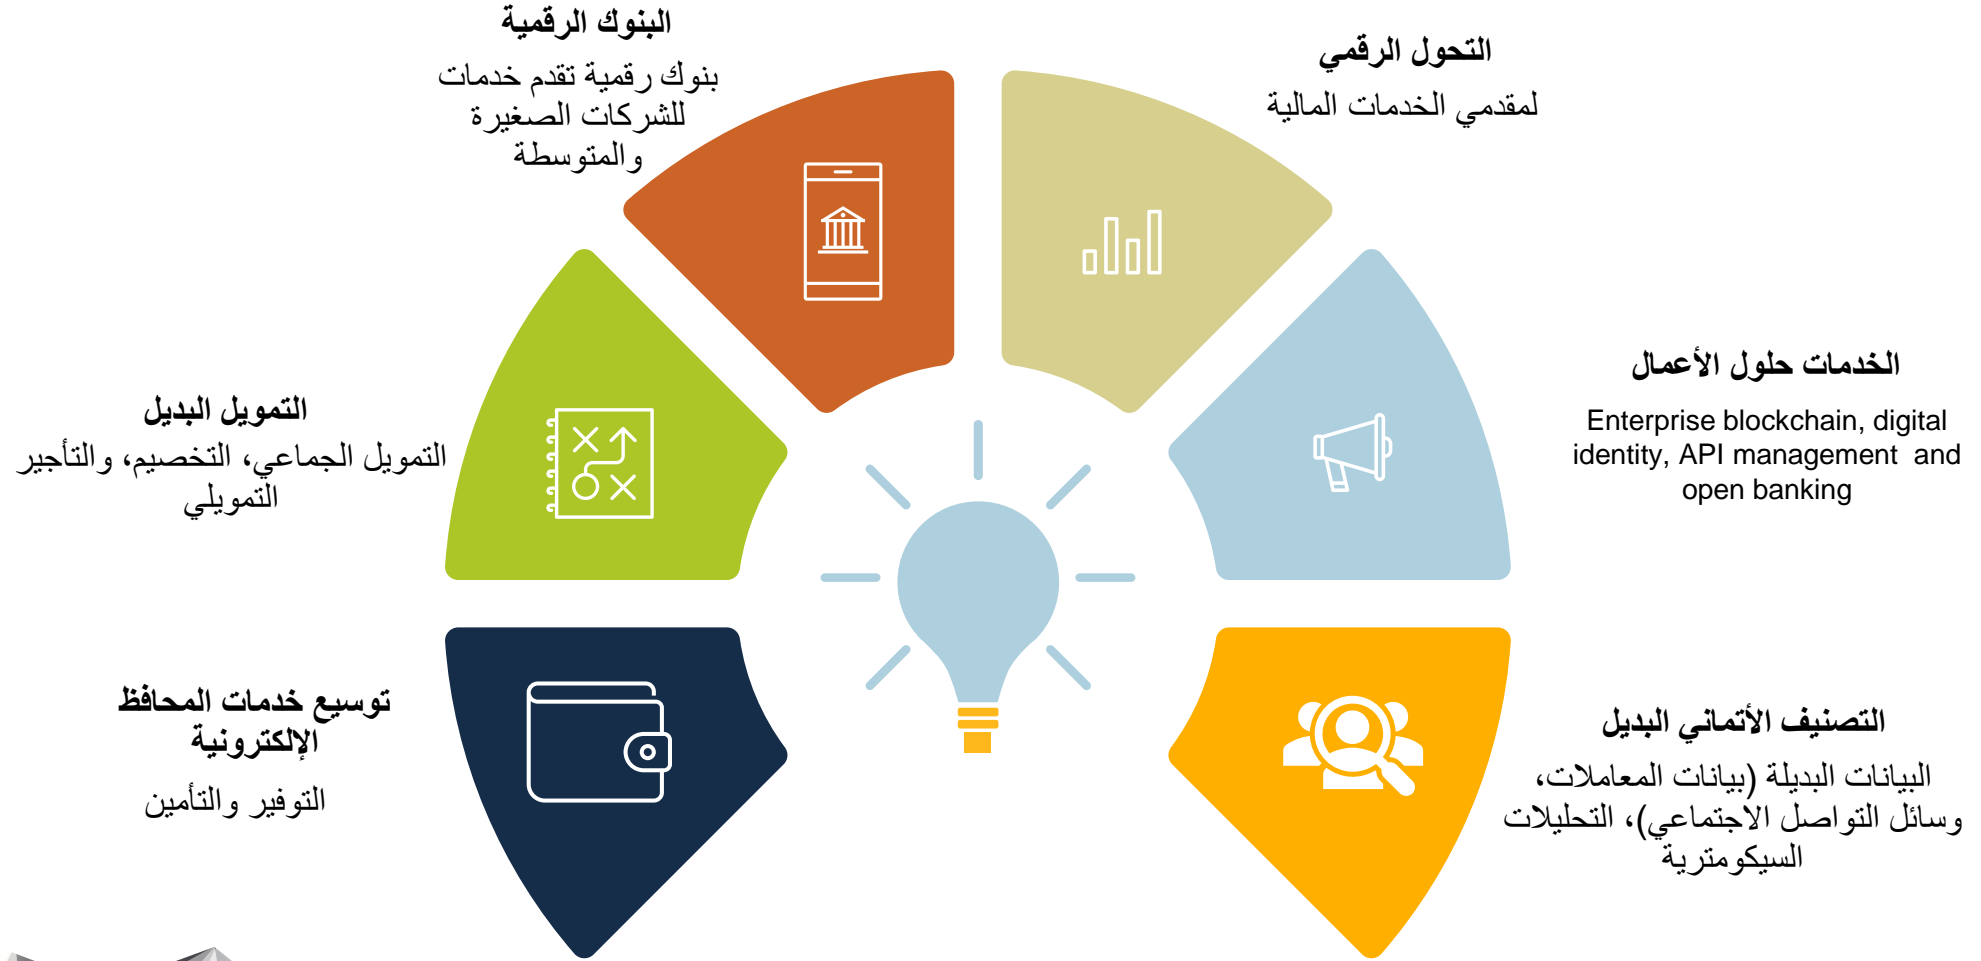 البنوك الرقمية
بنوك رقمية تقدم خدمات
للشركات الصغيرة
والمتوسطة
التحول الرقمي
لمقدمي الخدمات المالية
الخدمات حلول الأعمال
Enterprise blockchain, digital
identity, API management and
open banking
التمويل البديل
التمويل الجماعي، التخصيم، والتأجير
التمويلي
توسيع خدمات المحافظ
الإلكترونية
التوفير والتأمين
التصنيف الأتماني البديل
البيانات البديلة (بيانات المعاملات،
وسائل التواصل الاجتماعي)، التحليلات
السيكومترية